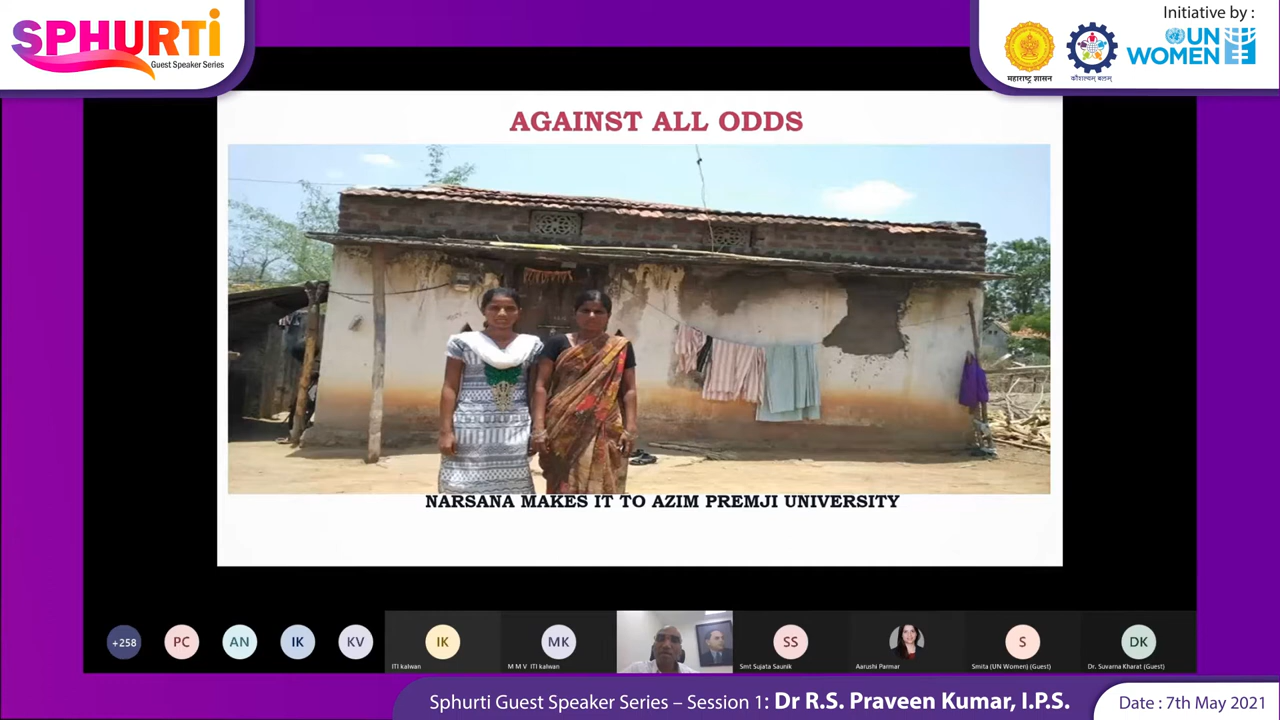 SPHURTi
Guest Speaker Series
Initiative by :
महाराष्ट्र शासन
कौशल्यम् बलम्
UN
WOMEN
AGAINST ALL ODDS
NARSANA MAKES IT TO AZIM PREMJI UNIVERSITY
+258
PC
AN
IK
KV
IK
MK
SS
S
DK
ITI kalwan
M M V ITI kalwan
Smt Sujata Saunik
Aarushi Parmar
Smita (UN Women) (Guest)
Dr. Suvarna Kharat (Guest)
Sphurti Guest Speaker Series – Session 1: Dr R.S. Praveen Kumar, I.P.S.
Date : 7th May 2021